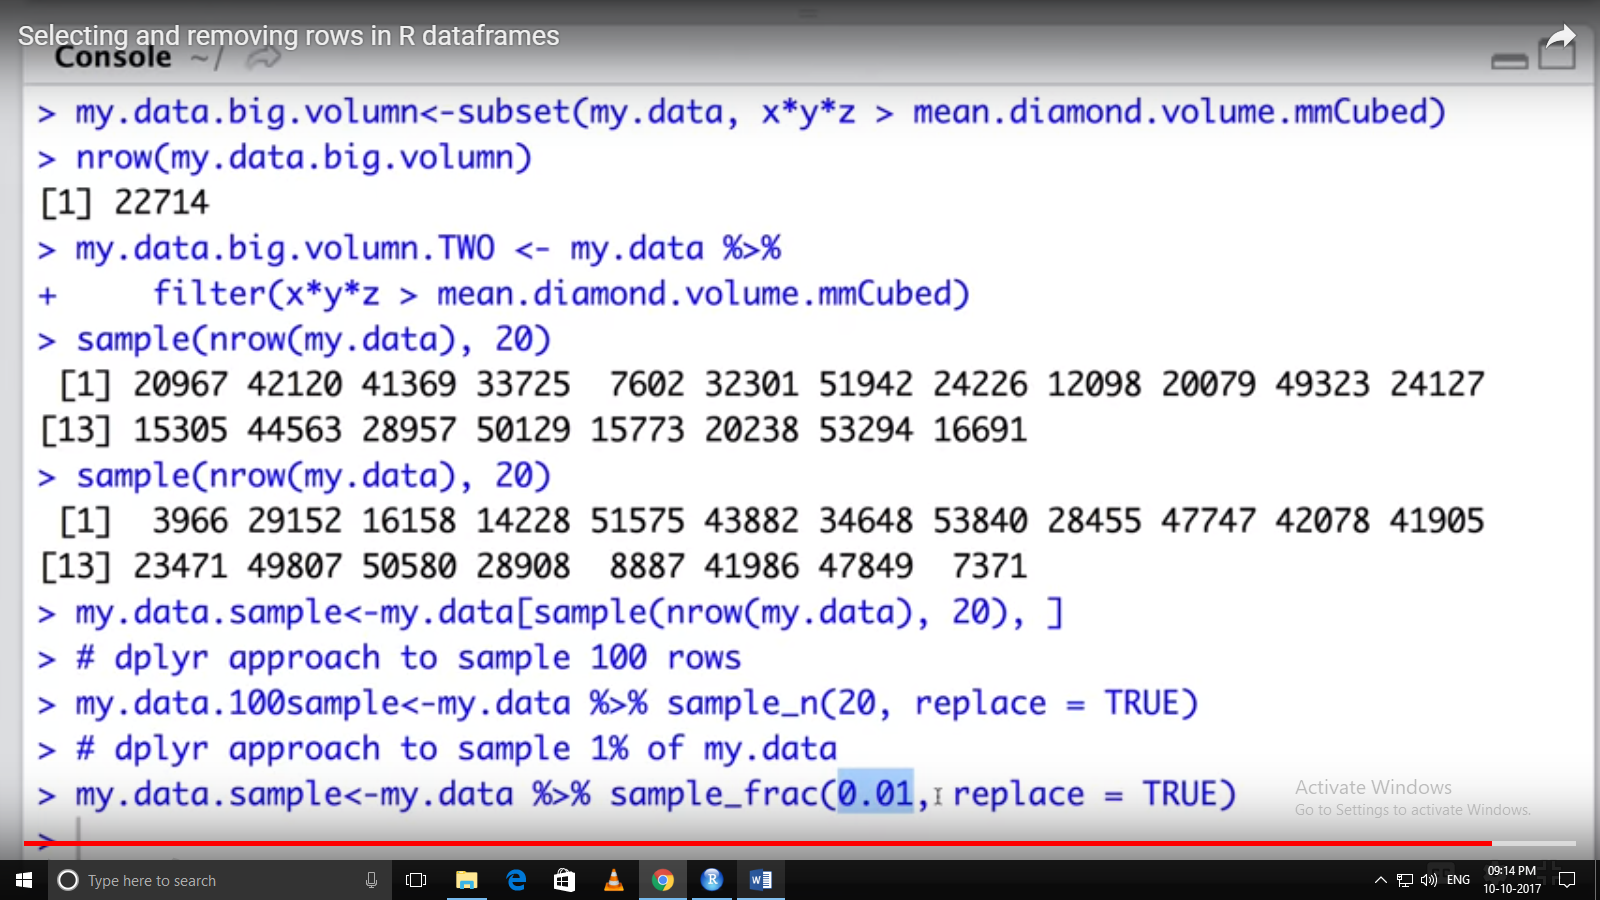 Selecting and removing rows in R dataframes
Console ~/
> my.data.big.volumn<-subset(my.data, x*y*z > mean.diamond.volume.mmCubed)
> nrow(my.data.big.volumn)
[1] 22714
> my.data.big.volumn.TWO <- my.data %>%
+     filter(x*y*z > mean.diamond.volume.mmCubed)
> sample(nrow(my.data), 20)
[1] 20967 42120 41369 33725  7602 32301 51942 24226 12098 20079 49323 24127
[13] 15305 44563 28957 50129 15773 20238 53294 16691
> sample(nrow(my.data), 20)
[1]  3966 29152 16158 14228 51575 43882 34648 53840 28455 47747 42078 41905
[13] 23471 49807 50580 28908  8887 41986 47849  7371
> my.data.sample<-my.data[sample(nrow(my.data), 20), ]
> # dplyr approach to sample 100 rows
> my.data.100sample<-my.data %>% sample_n(20, replace = TRUE)
> # dplyr approach to sample 1% of my.data
> my.data.sample<-my.data %>% sample_frac(0.01, replace = TRUE)
>
Activate Windows
Go to Settings to activate Windows.
Type here to search
ENG
09:14 PM
10-10-2017